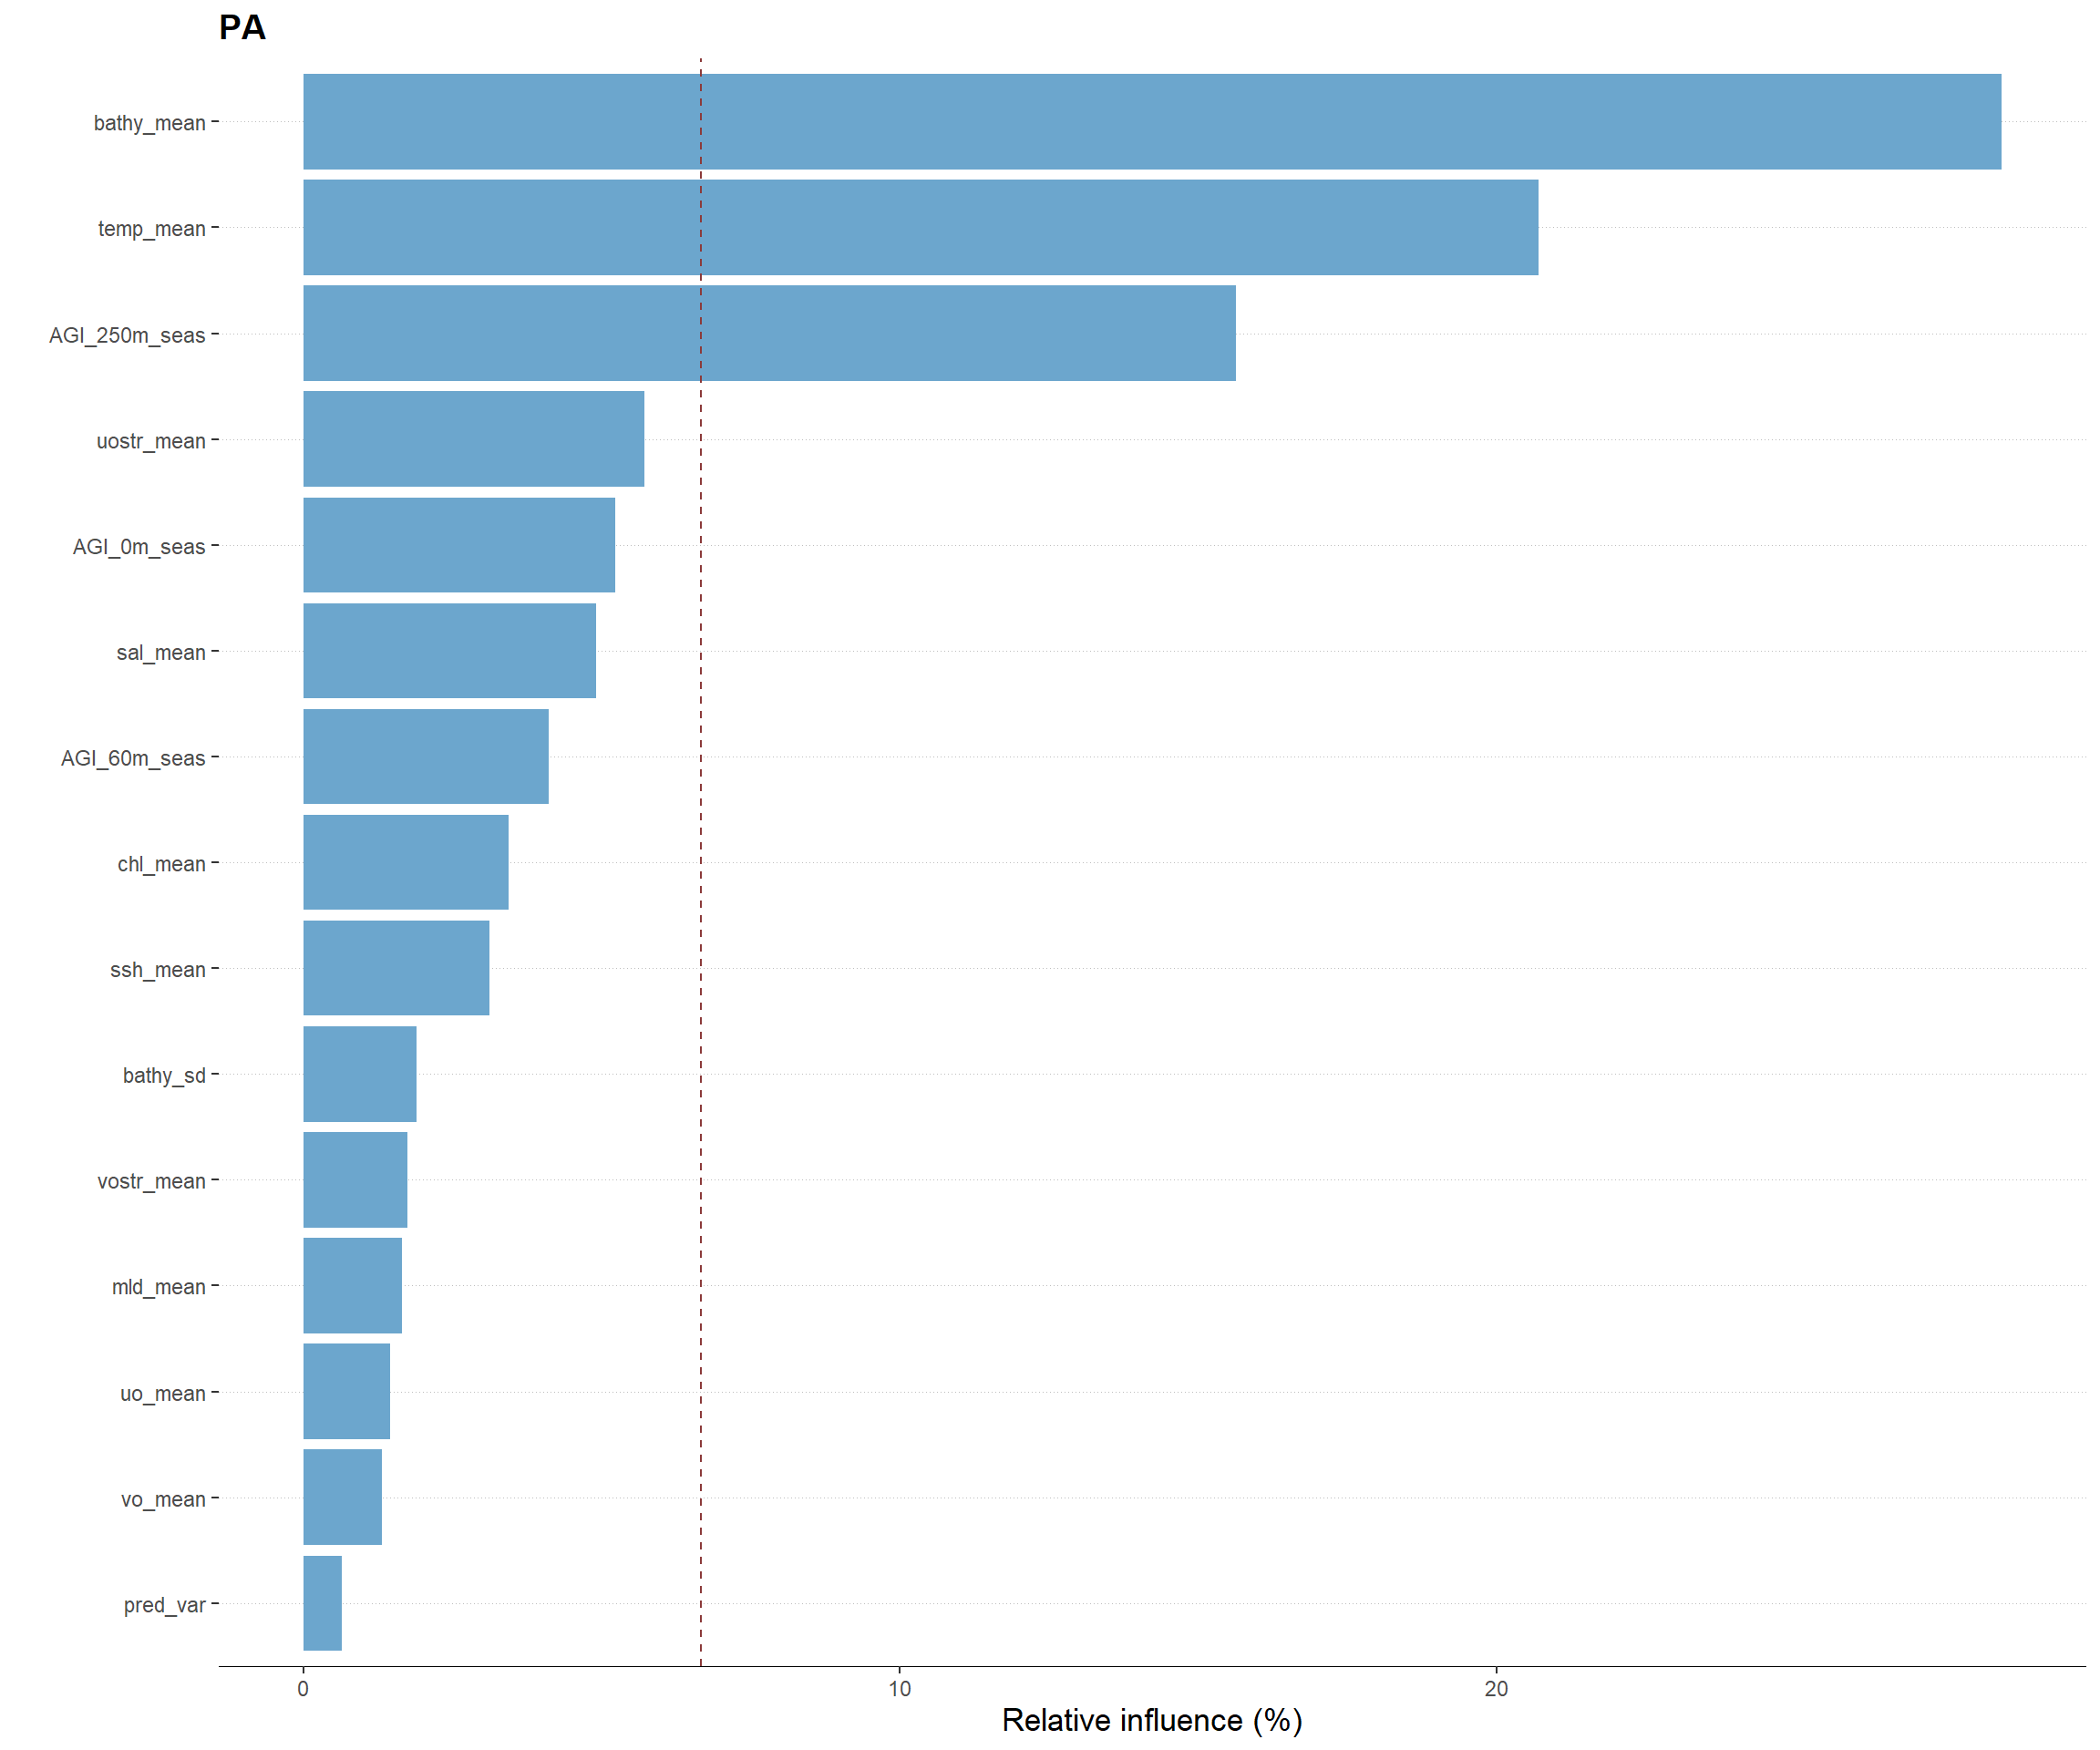 PA
bathy_mean
temp_mean
AGI_250m_seas
uostr_mean
AGI_0m_seas
sal_mean
AGI_60m_seas
chl_mean
ssh_mean
bathy_sd
vostr_mean
mld_mean
uo_mean
vo_mean
pred_var
0 10 20
Relative influence (%)